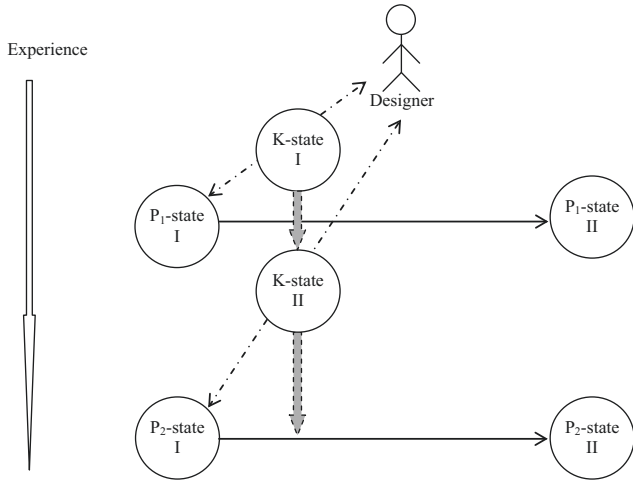 Experience
Designer
K-state
I
P₁-state
I
P₁-state
II
K-state
II
P₂-state
I
P₂-state
II